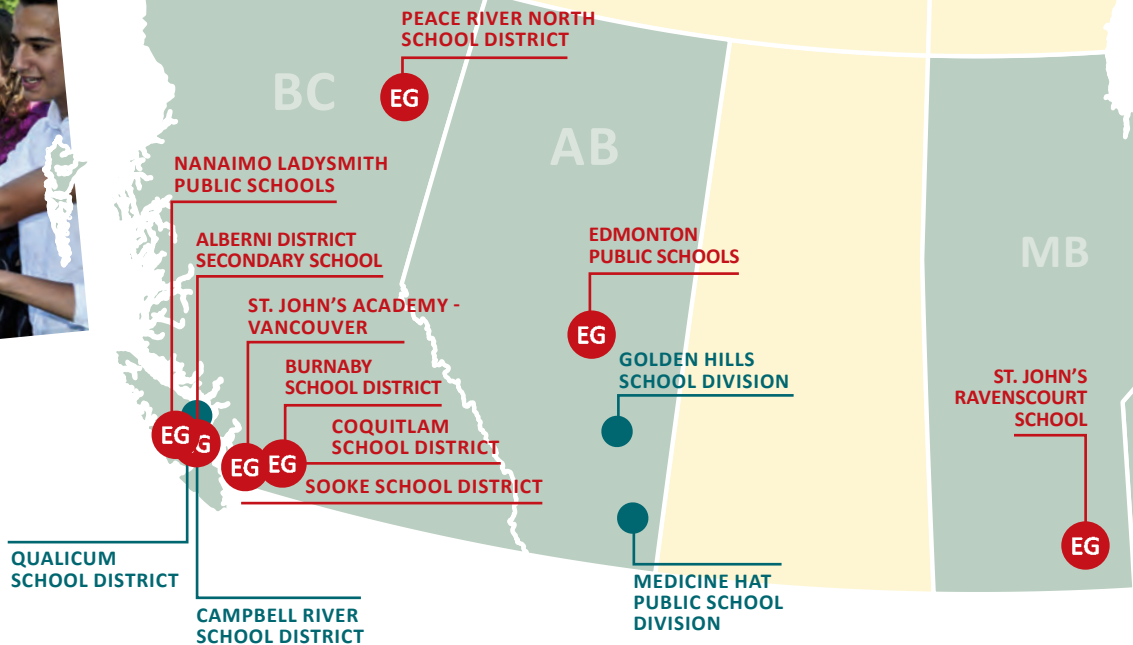 PEACE RIVER NORTH
SCHOOL DISTRICT
BC
EG
AB
NANAIMO LADYSMITH
PUBLIC SCHOOLS
ALBERNI DISTRICT
SECONDARY SCHOOL
EDMONTON
PUBLIC SCHOOLS
MB
ST. JOHN'S ACADEMY -
VANCOUVER
EG
BURNABY
SCHOOL DISTRICT
GOLDEN HILLS
SCHOOL DIVISION
ST. JOHN'S
RAVENSCOURT
SCHOOL
COQUITLAM
SCHOOL DISTRICT
EG
G
EG
EG
SOOKE SCHOOL DISTRICT
EG
QUALICUM
SCHOOL DISTRICT
MEDICINE HAT
PUBLIC SCHOOL
DIVISION
CAMPBELL RIVER
SCHOOL DISTRICT